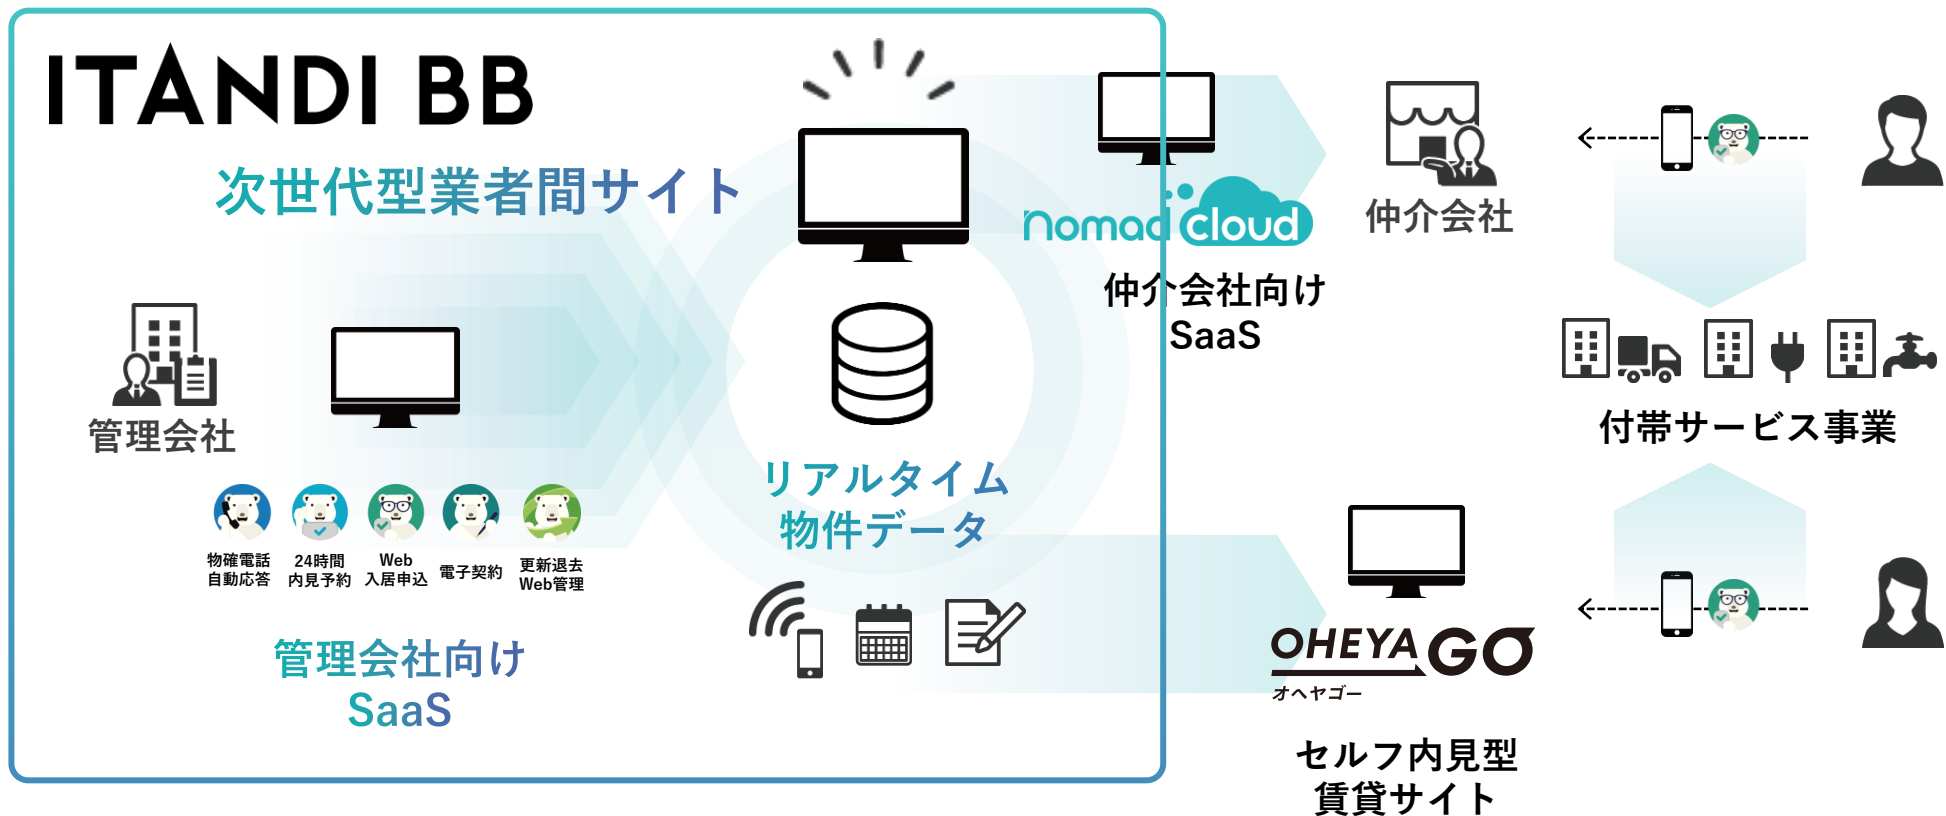 ITANDI BB
次世代型業者間サイト
管理会社
物確電話
自動応答
24時間
内見予約
Web
入居申込
電子契約
更新退去
Web管理
管理会社向け
SaaS
リアルタイム
物件データ
nomad cloud
仲介会社向け
SaaS
仲介会社
付帯サービス事業
OHEYAGO
オヘヤゴー
セルフ内見型
賃貸サイト